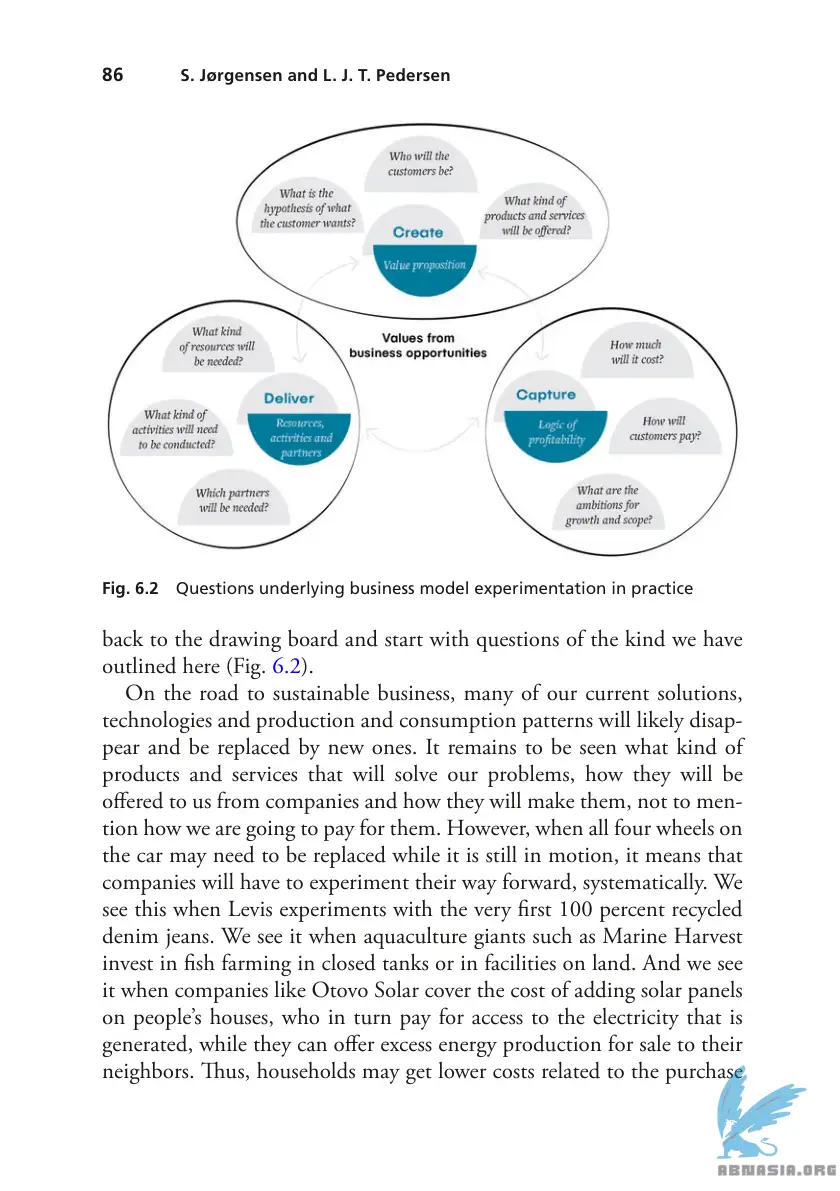 86 S. Jørgensen and L. J. T. Pedersen
Who will the
customers be?
What is the
hypothesis of what
the customer wants?
What kind of
products and services
will be offered?
Create
Value proposition
Values from
business opportunities
What kind
of resources will
be needed?
What kind of
activities will need
to be conducted?
Which partners
will be needed?
Deliver
Resources,
activities and
partners
Capture
Logic of
profitability
How much
will it cost?
How will
customers pay?
What are the
ambitions for
growth and scope?
Fig. 6.2 Questions underlying business model experimentation in practice
back to the drawing board and start with questions of the kind we have
outlined here (Fig. 6.2).
On the road to sustainable business, many of our current solutions,
technologies and production and consumption patterns will likely disap-
pear and be replaced by new ones. It remains to be seen what kind of
products and services that will solve our problems, how they will be
offered to us from companies and how they will make them, not to men-
tion how we are going to pay for them. However, when all four wheels on
the car may need to be replaced while it is still in motion, it means that
companies will have to experiment their way forward, systematically. We
see this when Levis experiments with the very first 100 percent recycled
denim jeans. We see it when aquaculture giants such as Marine Harvest
invest in fish farming in closed tanks or in facilities on land. And we see
it when companies like Otovo Solar cover the cost of adding solar panels
on people's houses, who in turn pay for access to the electricity that is
generated, while they can offer excess energy production for sale to their
neighbors. Thus, households may get lower costs related to the purchase
ABNASIA.ORG